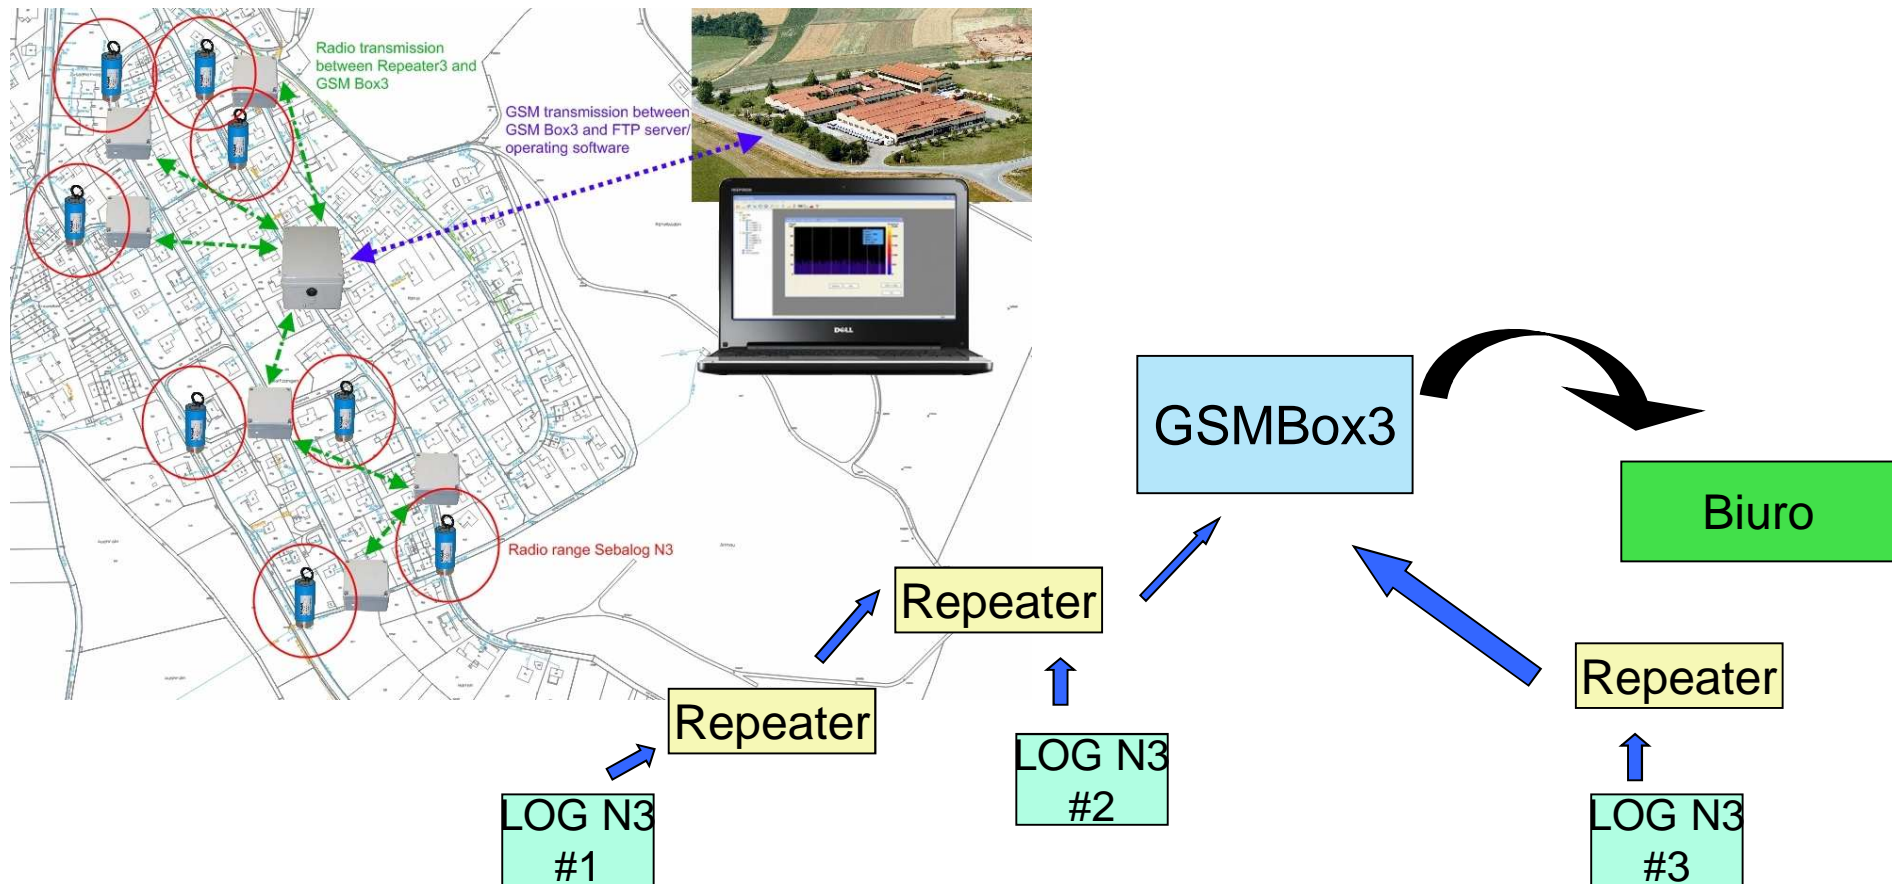 Radio transmission
between Repeater3 and
GSM Box3
GSM transmission between
GSM Box3 and FTP server/
operating software
DELL
Radio range Sebalog N3
GSMBox3
Biuro
Repeater
Repeater
Repeater
LOG N3
#2
LOG N3
#1
LOG N3
#3